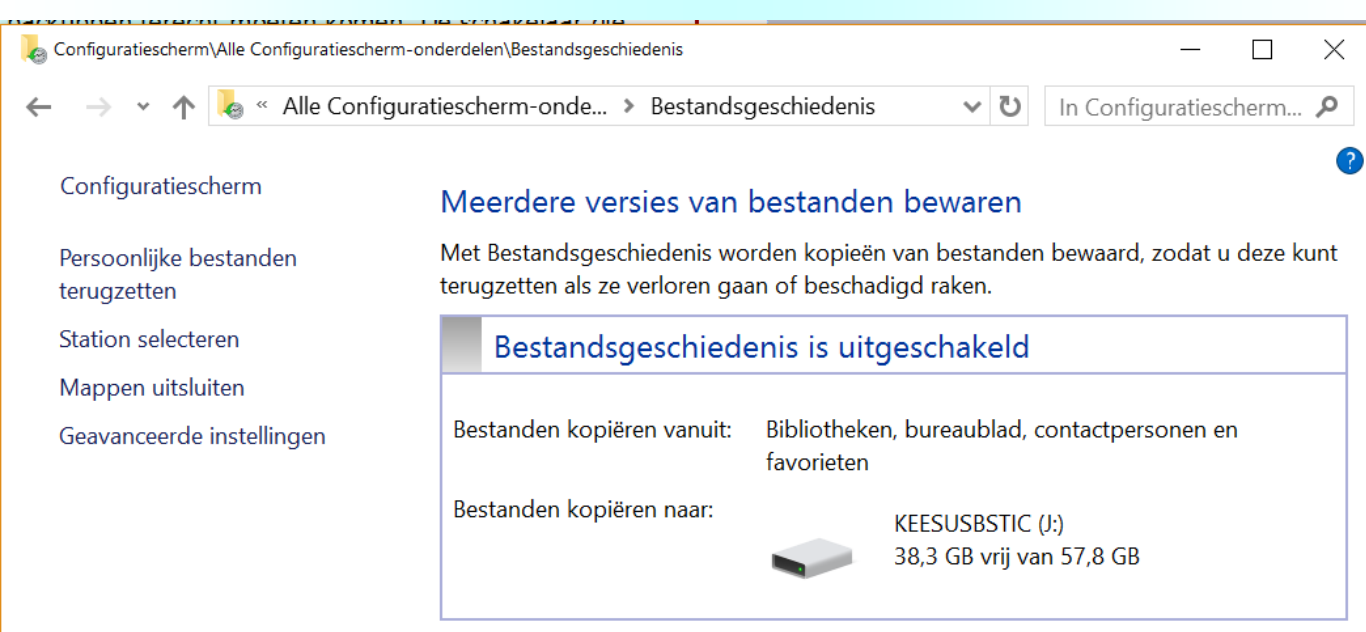 Configuratiescherm\Alle Configuratiescherm-onderdelen\Bestandsgeschiedenis
« Alle Configuratiescherm-onde... > Bestandsgeschiedenis
In Configuratiescherm...
?
Configuratiescherm
Persoonlijke bestanden
terugzetten
Station selecteren
Mappen uitsluiten
Geavanceerde instellingen
Meerdere versies van bestanden bewaren
Met Bestandsgeschiedenis worden kopieën van bestanden bewaard, zodat u deze kunt
terugzetten als ze verloren gaan of beschadigd raken.
Bestandsgeschiedenis is uitgeschakeld
Bestanden kopiëren vanuit:
Bibliotheken, bureaublad, contactpersonen en
favorieten
Bestanden kopiëren naar:
KEESUSBSTIC (J:)
38,3 GB vrij van 57,8 GB